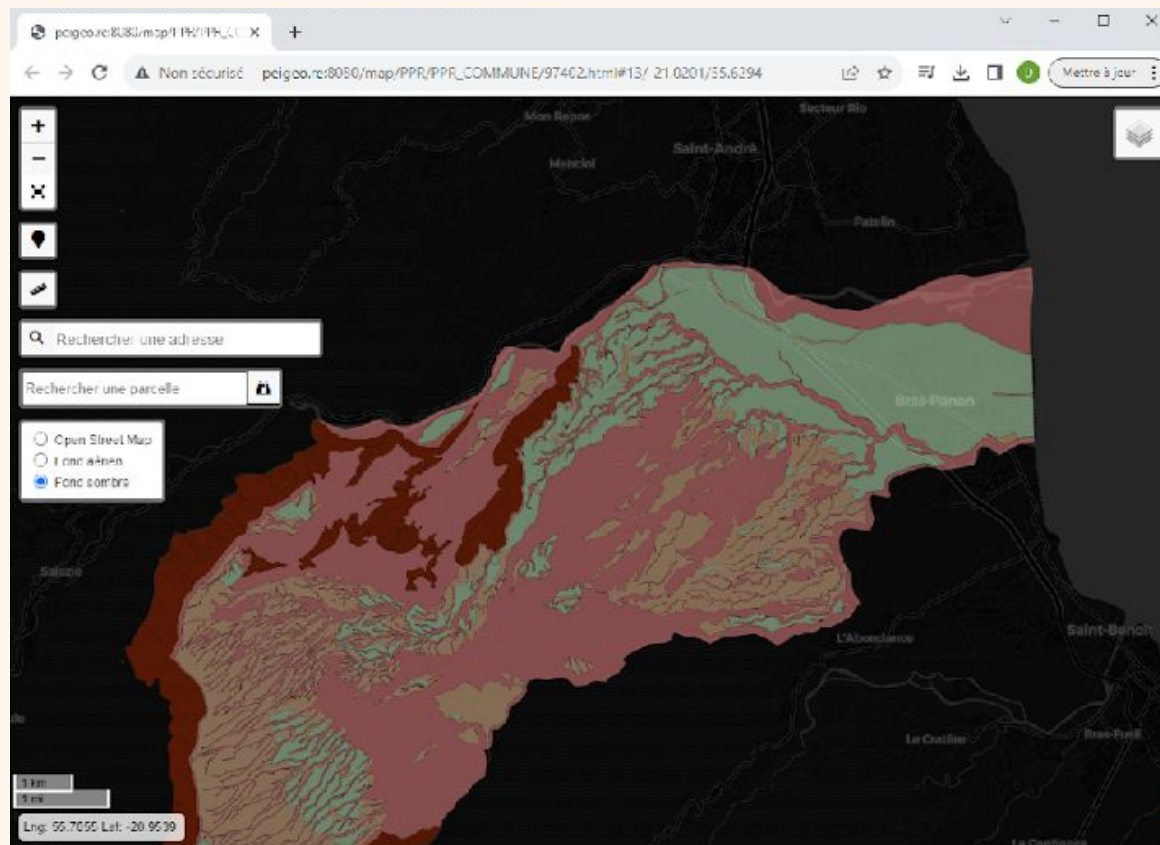 peigeo.re:8080/map/PPR/PPR_CC X +
Non sécurisé peigeo.re:8080/map/PPR/PPR_COMMUNE/97402.html#13/-21.0201/55.6294 Mettre à jour
Mon Repos
Secteur Rio
Saint-André
Menciol
Patelin
Rechercher une adresse
Rechercher une parcelle
Bras-Panon
Open Street Map
Fond aérien
Fond sombre
Salazie
L'Abondance
Saint-Benoît
Le Cratère
Bras-Fusil
1 km
1 mi
Lng: 55.7055 Lat: -20.9539
La Confiance